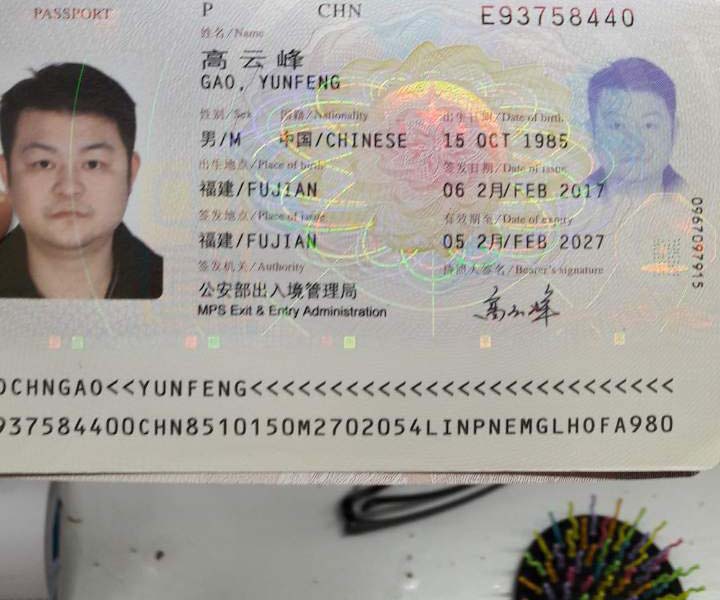 PASSPORT
P CHN E93758440
姓名/Name
高云峰
GAO, YUNFENG
性别/Sex 国籍/Nationality 出生日期/Date of birth
男/M 中国/CHINESE 15 OCT 1985
出生地点/Place of birth 签发日期/Date of issue
福建/FUJIAN 06 2月/FEB 2017
签发地点/Place of issue 有效期至/Date of expiry
福建/FUJIAN 05 2月/FEB 2027
签发机关/Authority 持照人签名/Bearer's signature
公安部出入境管理局
MPS Exit & Entry Administration
高云峰
0967097915
OCHNGAO<<YUNFENG<<<<<<<<<<<<<<<<<<<<<<<<<<<
937584400CHN8510150M2702054LINPNEMGLHOFA980